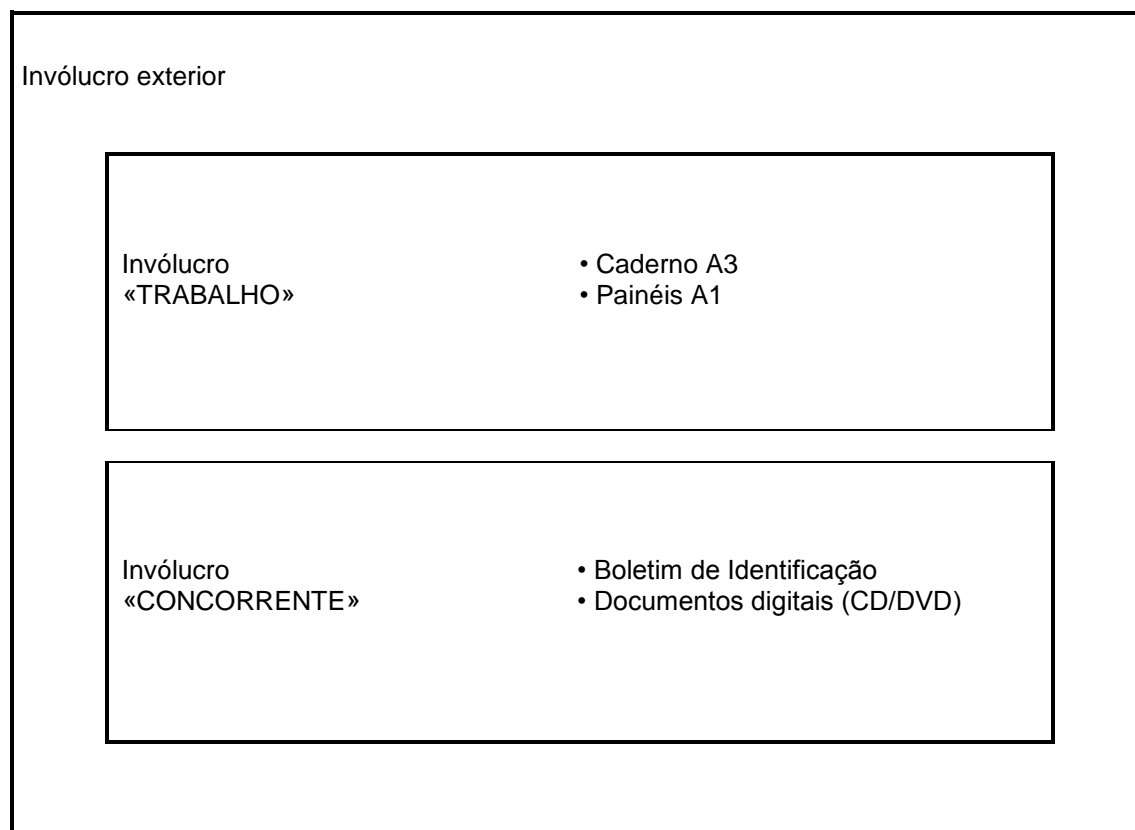 Invólucro exterior
Invólucro
«TRABALHO»
• Caderno A3
• Painéis A1
Invólucro
«CONCORRENTE»
• Boletim de Identificação
• Documentos digitais (CD/DVD)